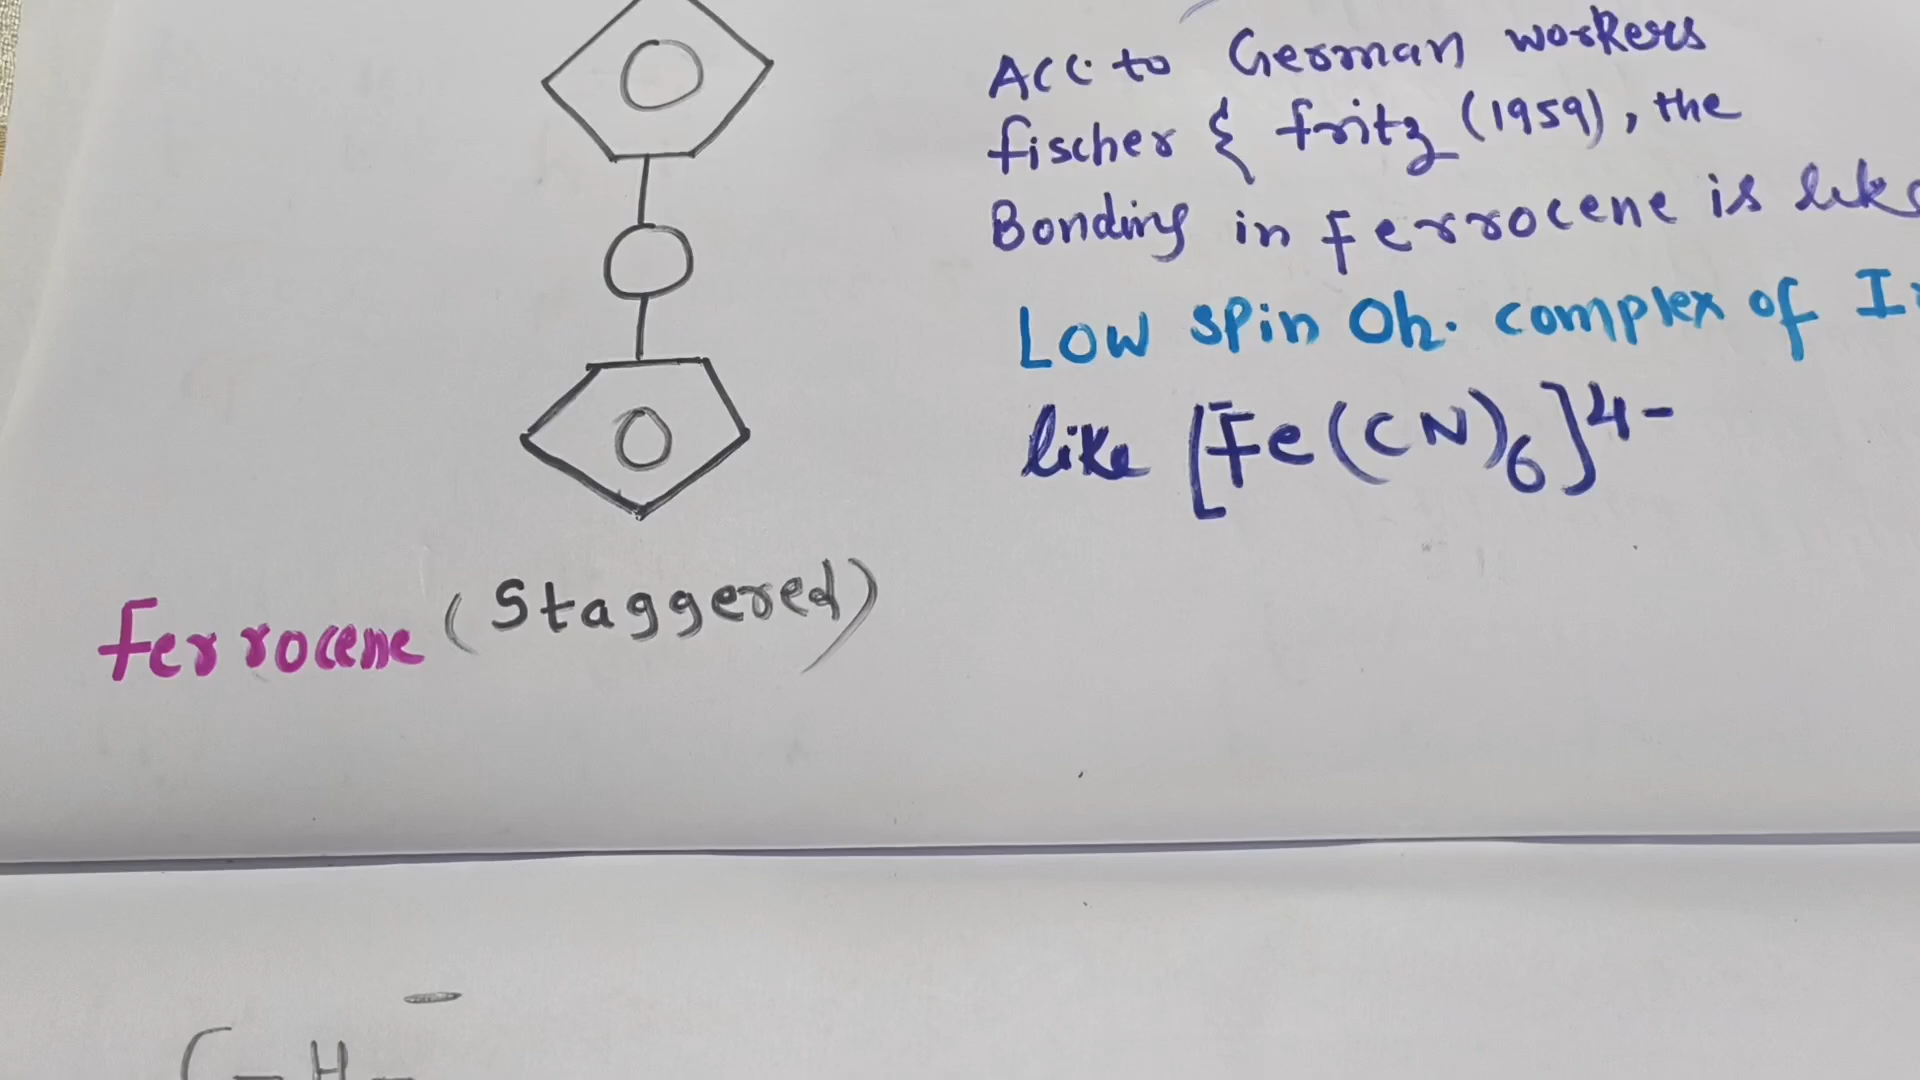 Acc. to German workers
Fischer & Fritz (1959), the
Bonding in Ferrocene is like
Low spin Oh. complex of
like [Fe(CN)6]4-
Ferrocene (Staggered)